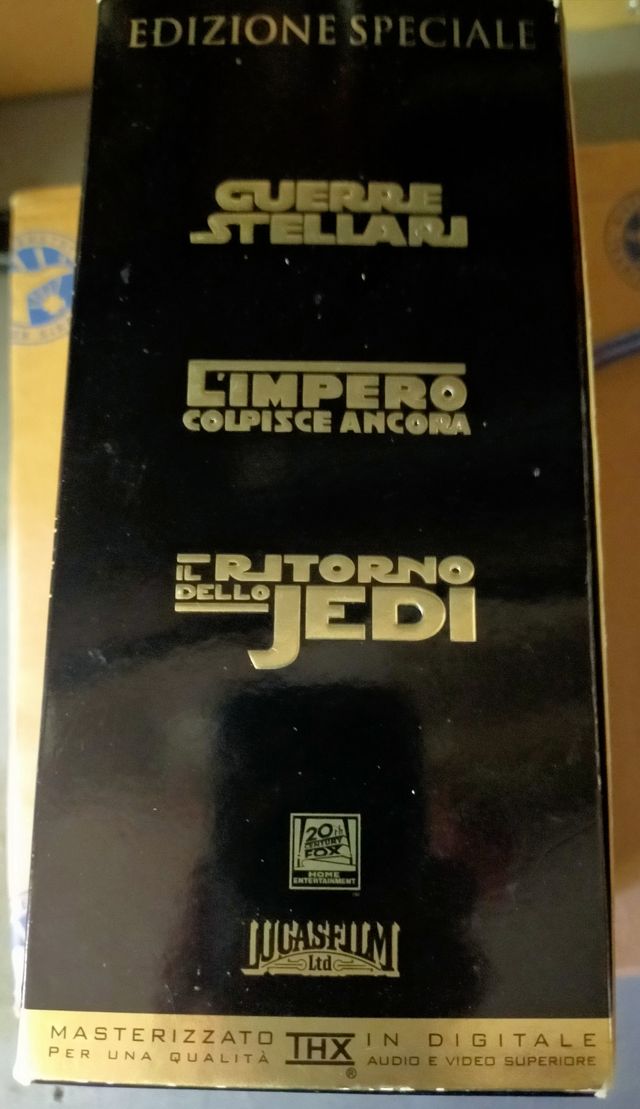 EDIZIONE SPECIALE
GUERRE
STELLARI
L'IMPERO
COLPISCE ANCORA
IL RITORNO
DELLO
JEDI
20th
CENTURY
FOX
HOME
ENTERTAINMENT
LUCASFILM
Ltd
MASTERIZZATO THX IN DIGITALE
PER UNA QUALITÀ AUDIO E VIDEO SUPERIORE